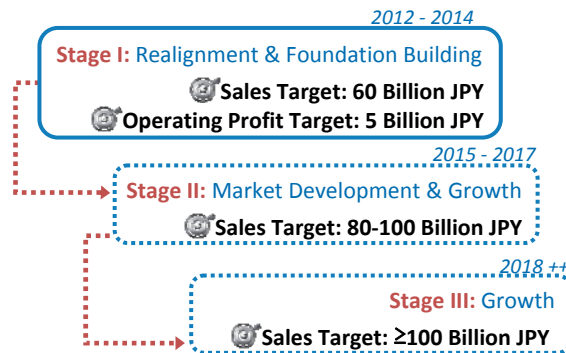 2012 - 2014
Stage I: Realignment & Foundation Building
Sales Target: 60 Billion JPY
Operating Profit Target: 5 Billion JPY
2015 - 2017
Stage II: Market Development & Growth
Sales Target: 80-100 Billion JPY
2018 ++
Stage III: Growth
Sales Target: ≥100 Billion JPY